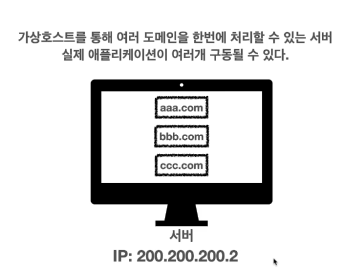 가상호스트를 통해 여러 도메인을 한번에 처리할 수 있는 서버
실제 애플리케이션이 여러개 구동될 수 있다.
aaa.com
bbb.com
ccc.com
서버
IP: 200.200.200.2